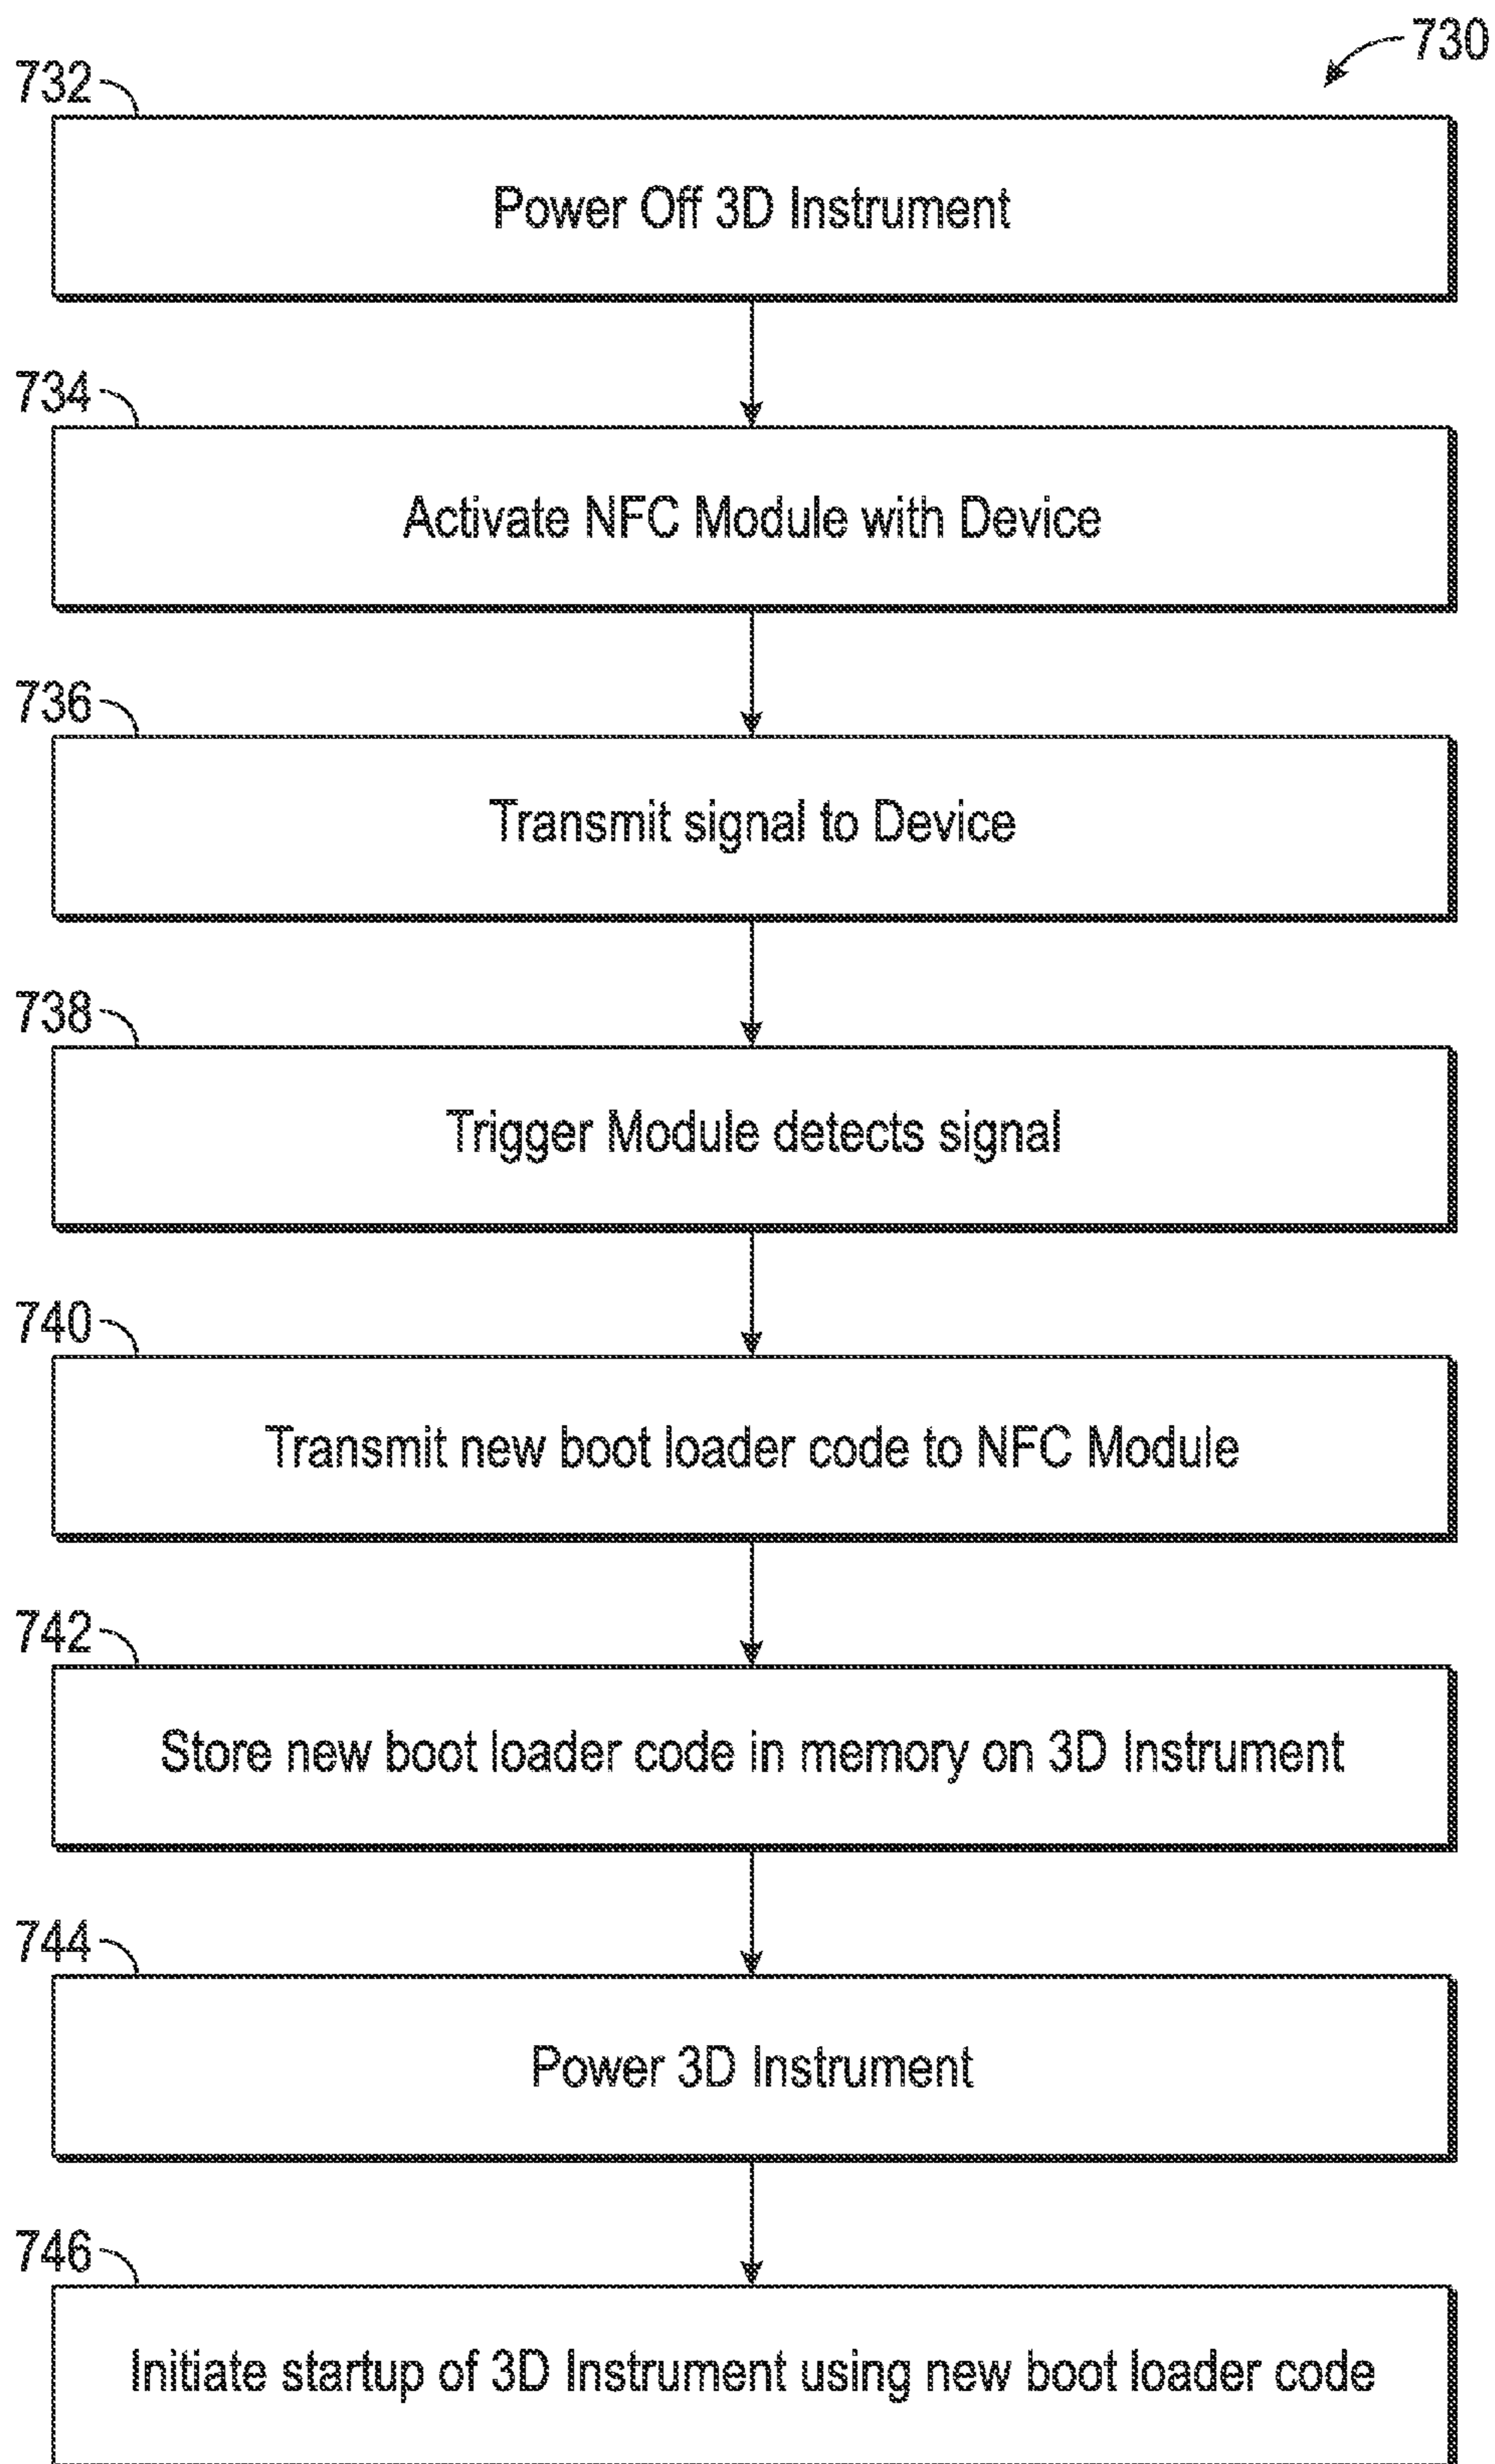 730
732
Power Off 3D Instrument
734
Activate NFC Module with Device
736
Transmit signal to Device
738
Trigger Module detects signal
740
Transmit new boot loader code to NFC Module
742
Store new boot loader code in memory on 3D Instrument
744
Power 3D Instrument
746
Initiate startup of 3D Instrument using new boot loader code